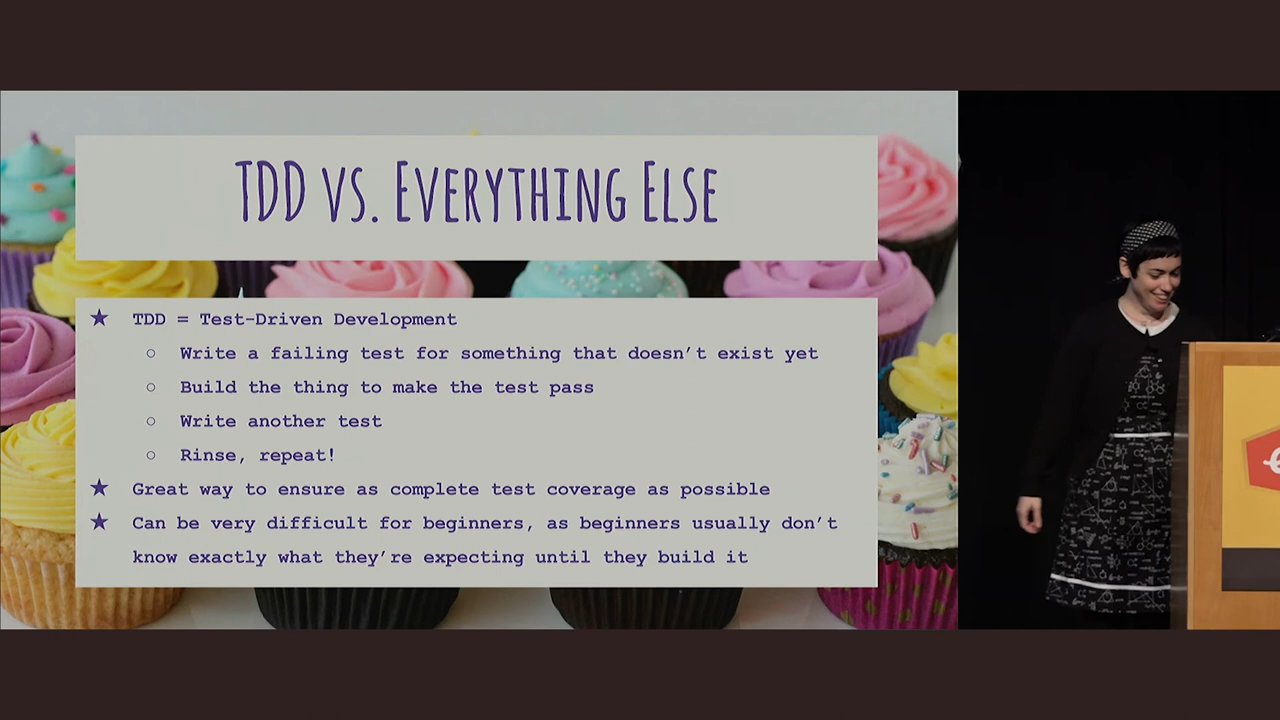 TDD vs. Everything Else
★ TDD = Test-Driven Development
○ Write a failing test for something that doesn’t exist yet
○ Build the thing to make the test pass
○ Write another test
○ Rinse, repeat!
★ Great way to ensure as complete test coverage as possible
★ Can be very difficult for beginners, as beginners usually don’t
know exactly what they’re expecting until they build it